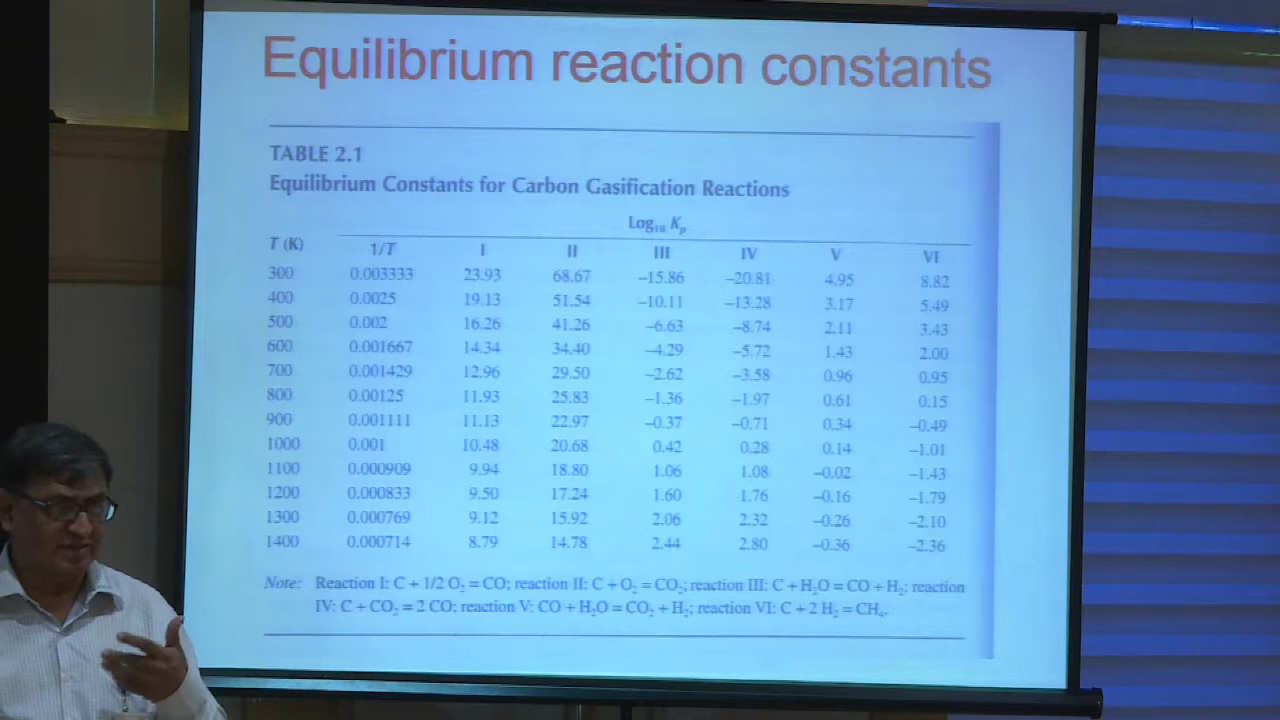 Equilibrium reaction constants
TABLE 2.1
Equilibrium Constants for Carbon Gasification Reactions
Log₁₀ Kₚ
T (K) 1/T I II III IV V VI
300 0.003333 23.93 68.67 −15.86 −20.81 4.95 8.82
400 0.0025 19.13 51.54 −10.11 −13.28 3.17 5.49
500 0.002 16.26 41.26 −6.63 −8.74 2.11 3.43
600 0.001667 14.34 34.40 −4.29 −5.72 1.43 2.00
700 0.001429 12.96 29.50 −2.62 −3.58 0.96 0.95
800 0.00125 11.93 25.83 −1.36 −1.97 0.61 0.15
900 0.001111 11.13 22.97 −0.37 −0.71 0.34 −0.49
1000 0.001 10.48 20.68 0.42 0.28 0.14 −1.01
1100 0.000909 9.94 18.80 1.06 1.08 −0.02 −1.43
1200 0.000833 9.50 17.24 1.60 1.76 −0.16 −1.79
1300 0.000769 9.12 15.92 2.06 2.32 −0.26 −2.10
1400 0.000714 8.79 14.78 2.44 2.80 −0.36 −2.36
Note: Reaction I: C + 1/2 O₂ = CO; reaction II: C + O₂ = CO₂; reaction III: C + H₂O = CO + H₂; reaction
IV: C + CO₂ = 2 CO; reaction V: CO + H₂O = CO₂ + H₂; reaction VI: C + 2 H₂ = CH₄.